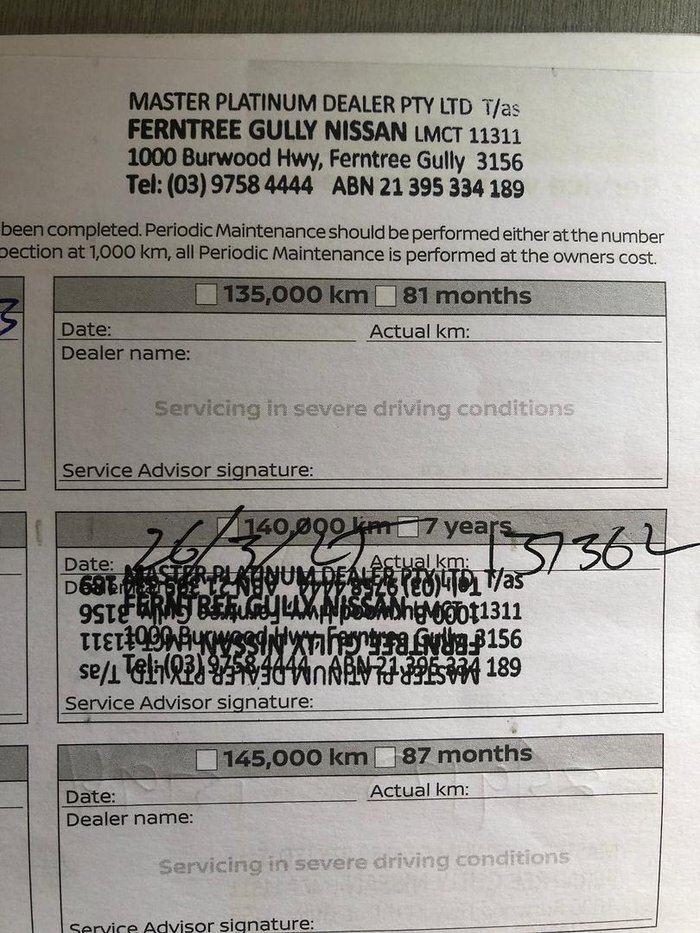 MASTER PLATINUM DEALER PTY LTD T/as
FERNTREE GULLY NISSAN LMCT 11311
1000 Burwood Hwy, Ferntree Gully 3156
Tel: (03) 9758 4444 ABN 21 395 334 189
been completed. Periodic Maintenance should be performed either at the number
pection at 1,000 km, all Periodic Maintenance is performed at the owners cost.
3
135,000 km 81 months
Date: Actual km:
Dealer name:
Servicing in severe driving conditions
Service Advisor signature:
140,000 km 7 years
Date: 26/3/21 Actual km: 137362
MASTER PLATINUM DEALER PTY LTD T/as
FERNTREE GULLY NISSAN LMCT 11311
1000 Burwood Hwy, Ferntree Gully 3156
Tel: (03) 9758 4444 ABN 21 395 334 189
Service Advisor signature:
145,000 km 87 months
Date: Actual km:
Dealer name:
Servicing in severe driving conditions
Service Advisor signature: